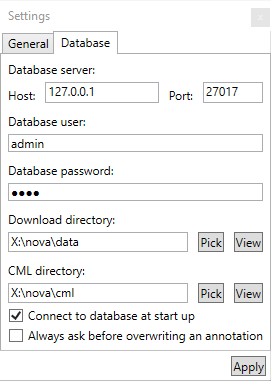 Settings
General Database
Database server:
Host: 127.0.0.1 Port: 27017
Database user:
admin
Database password:
●●●●
Download directory:
X:\nova\data Pick View
CML directory:
X:\nova\cml Pick View
Connect to database at start up
Always ask before overwriting an annotation
Apply